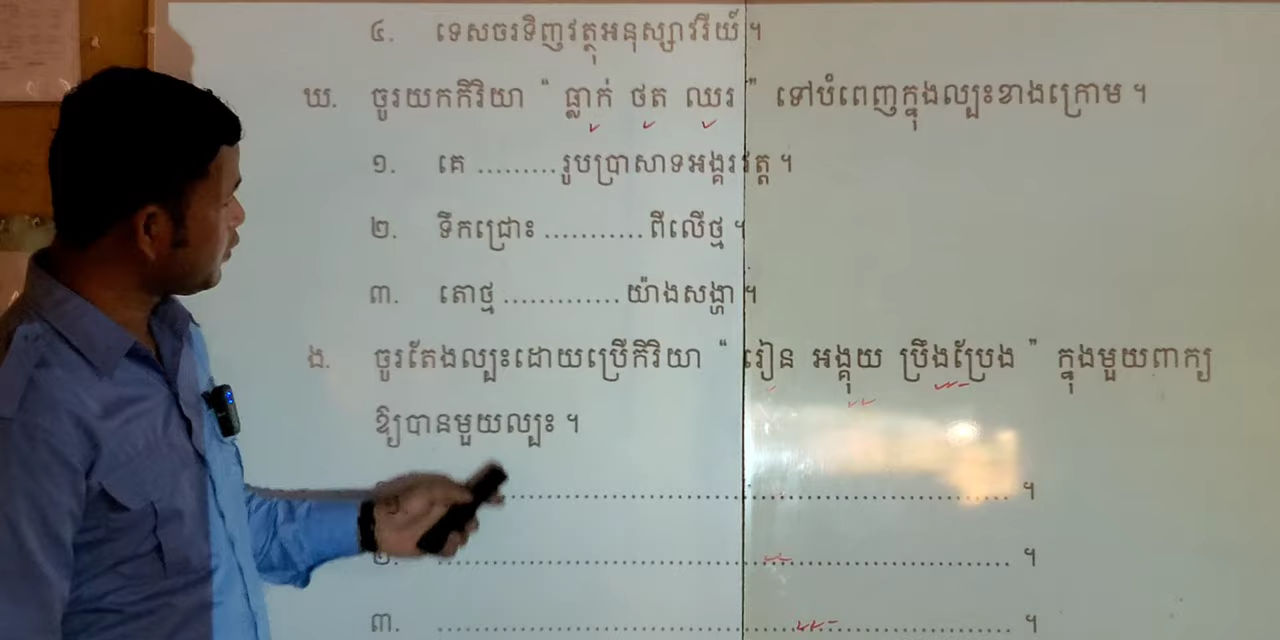 ៤. ទេសចរទិញវត្ថុអនុស្សាវរីយ៍ ។
ឃ. ចូរយកកិរិយា " ធ្លាក់ ថត ឈរ " ទៅបំពេញក្នុងល្បះខាងក្រោម ។
១. គេ .........រូបប្រាសាទអង្គរវត្ត ។
២. ទឹកជ្រោះ ...........ពីលើថ្ម ។
៣. តោថ្ម .............យ៉ាងសង្ហា ។
ង. ចូរតែងល្បះដោយប្រើកិរិយា " រៀន អង្គុយ ប្រឹងប្រែង " ក្នុងមួយពាក្យ
ឱ្យបានមួយល្បះ ។
១. ........................................................... ។
២. ................................................................ ។
៣. ................................................................ ។